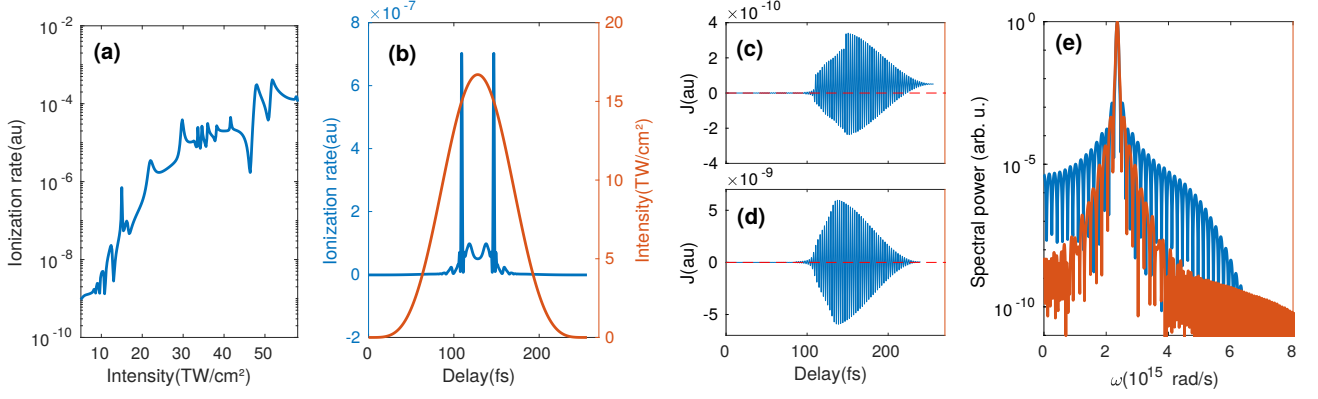 (a)
Ionization rate(au)
10⁻²
10⁻⁴
10⁻⁶
10⁻⁸
10⁻¹⁰
10 20 30 40 50
Intensity(TW/cm²)
×10⁻⁷
(b)
Ionization rate(au)
8
6
4
2
0
-2
0 100 200
Delay(fs)
20
15
10
5
0
Intensity(TW/cm²)
×10⁻¹⁰
(c)
J(au)
4
2
0
-2
-4
×10⁻⁹
(d)
J(au)
5
0
-5
0 100 200
Delay(fs)
(e)
Spectral power (arb. u.)
10⁰
10⁻⁵
10⁻¹⁰
0 2 4 6 8
ω(10¹⁵ rad/s)